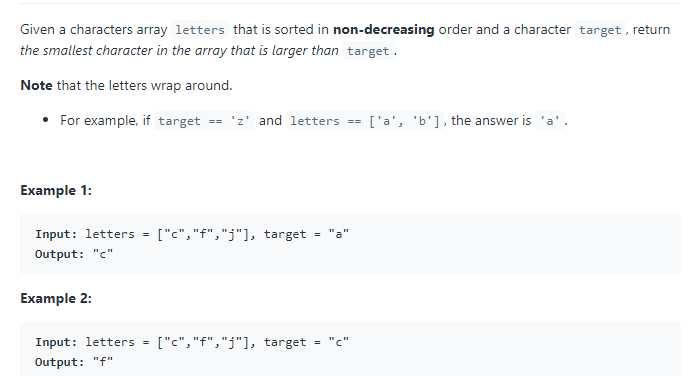 Given a characters array letters that is sorted in non-decreasing order and a character target , return
the smallest character in the array that is larger than target .
Note that the letters wrap around.
• For example, if target == 'z' and letters == ['a', 'b'] , the answer is 'a' .
Example 1:
Input: letters = ["c","f","j"], target = "a"
Output: "c"
Example 2:
Input: letters = ["c","f","j"], target = "c"
Output: "f"